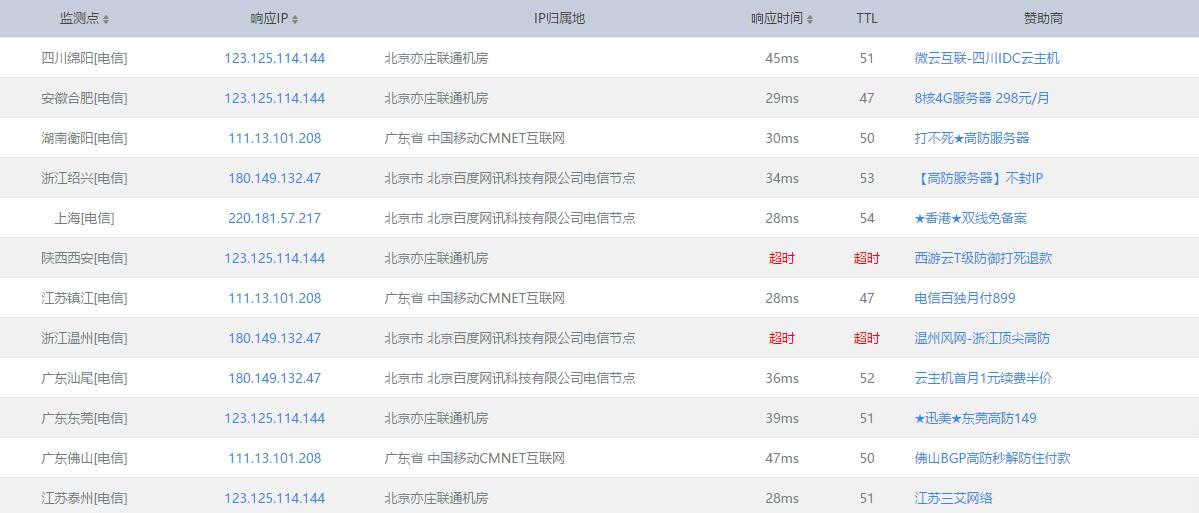 监测点 响应IP IP归属地 响应时间 TTL 赞助商
四川绵阳[电信] 123.125.114.144 北京亦庄联通机房 45ms 51 微云互联-四川IDC云主机
安徽合肥[电信] 123.125.114.144 北京亦庄联通机房 29ms 47 8核4G服务器 298元/月
湖南衡阳[电信] 111.13.101.208 广东省 中国移动CMNET互联网 30ms 50 打不死★高防服务器
浙江绍兴[电信] 180.149.132.47 北京市 北京百度网讯科技有限公司电信节点 34ms 53 【高防服务器】不封IP
上海[电信] 220.181.57.217 北京市 北京百度网讯科技有限公司电信节点 28ms 54 ★香港★双线免备案
陕西西安[电信] 123.125.114.144 北京亦庄联通机房 超时 超时 西游云T级防御打死退款
江苏镇江[电信] 111.13.101.208 广东省 中国移动CMNET互联网 28ms 47 电信百独月付899
浙江温州[电信] 180.149.132.47 北京市 北京百度网讯科技有限公司电信节点 超时 超时 温州风网-浙江顶尖高防
广东汕尾[电信] 180.149.132.47 北京市 北京百度网讯科技有限公司电信节点 36ms 52 云主机首月1元续费半价
广东东莞[电信] 123.125.114.144 北京亦庄联通机房 39ms 51 ★迅美★东莞高防149
广东佛山[电信] 111.13.101.208 广东省 中国移动CMNET互联网 47ms 50 佛山BGP高防秒解防住付款
江苏泰州[电信] 123.125.114.144 北京亦庄联通机房 28ms 51 江苏三艾网络